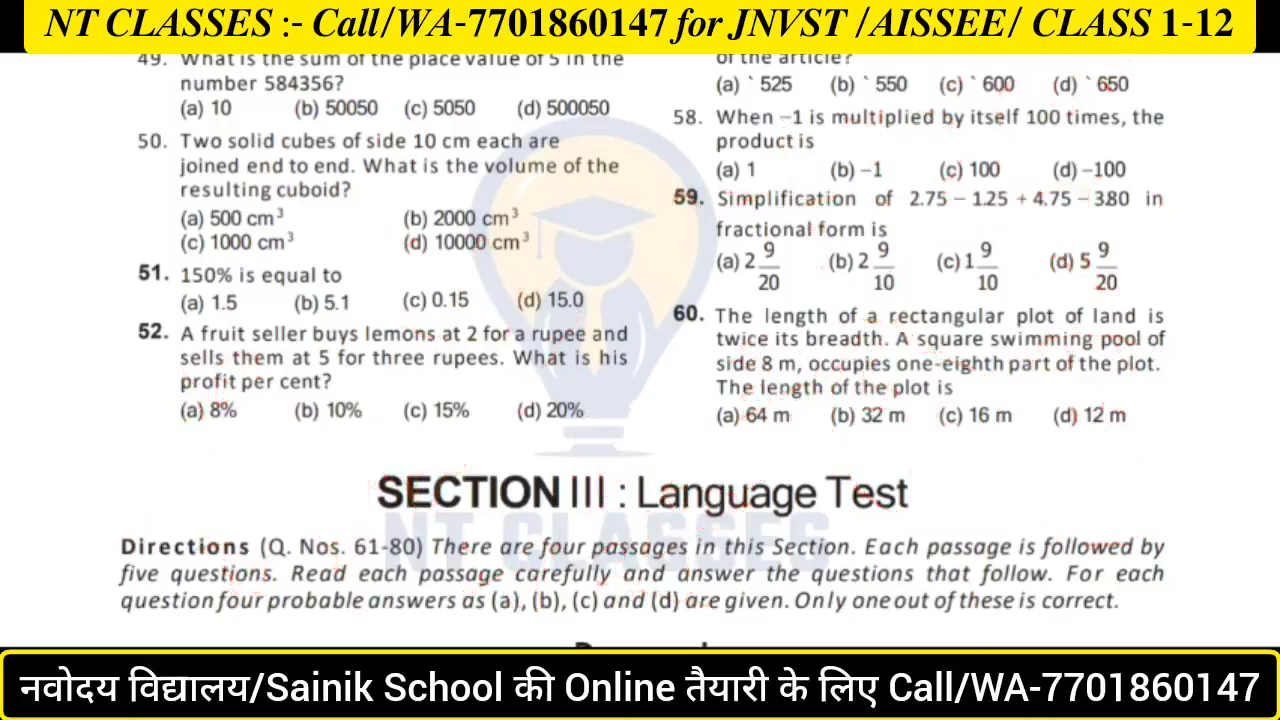 NT CLASSES :- Call/WA-7701860147 for JNVST /AISSEE/ CLASS 1-12
49. What is the sum of the place value of 5 in the
number 584356?
(a) 10 (b) 50050 (c) 5050 (d) 500050
50. Two solid cubes of side 10 cm each are
joined end to end. What is the volume of the
resulting cuboid?
(a) 500 cm³ (b) 2000 cm³
(c) 1000 cm³ (d) 10000 cm³
51. 150% is equal to
(a) 1.5 (b) 5.1 (c) 0.15 (d) 15.0
52. A fruit seller buys lemons at 2 for a rupee and
sells them at 5 for three rupees. What is his
profit per cent?
(a) 8% (b) 10% (c) 15% (d) 20%
of the article?
(a) ` 525 (b) ` 550 (c) ` 600 (d) ` 650
58. When −1 is multiplied by itself 100 times, the
product is
(a) 1 (b) −1 (c) 100 (d) −100
59. Simplification of 2.75 − 1.25 + 4.75 − 3.80 in
fractional form is
(a) 2 9/20 (b) 2 9/10 (c) 1 9/10 (d) 5 9/20
60. The length of a rectangular plot of land is
twice its breadth. A square swimming pool of
side 8 m, occupies one-eighth part of the plot.
The length of the plot is
(a) 64 m (b) 32 m (c) 16 m (d) 12 m
SECTION III : Language Test
NT CLASSES
Directions (Q. Nos. 61-80) There are four passages in this Section. Each passage is followed by
five questions. Read each passage carefully and answer the questions that follow. For each
question four probable answers as (a), (b), (c) and (d) are given. Only one out of these is correct.
नवोदय विद्यालय/Sainik School की Online तैयारी के लिए Call/WA-7701860147